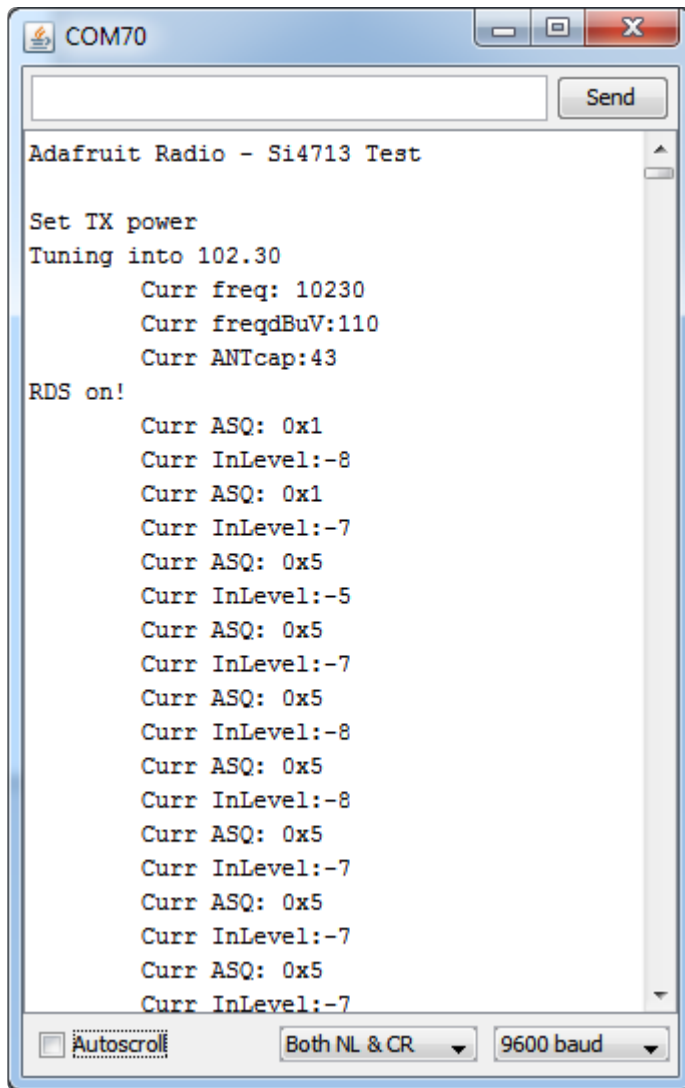 COM70
Send
Adafruit Radio - Si4713 Test
Set TX power
Tuning into 102.30
Curr freq: 10230
Curr freqdBuV:110
Curr ANTcap:43
RDS on!
Curr ASQ: 0x1
Curr InLevel:-8
Curr ASQ: 0x1
Curr InLevel:-7
Curr ASQ: 0x5
Curr InLevel:-5
Curr ASQ: 0x5
Curr InLevel:-7
Curr ASQ: 0x5
Curr InLevel:-8
Curr ASQ: 0x5
Curr InLevel:-8
Curr ASQ: 0x5
Curr InLevel:-7
Curr ASQ: 0x5
Curr InLevel:-7
Curr ASQ: 0x5
Curr InLevel:-7
Autoscroll Both NL & CR 9600 baud